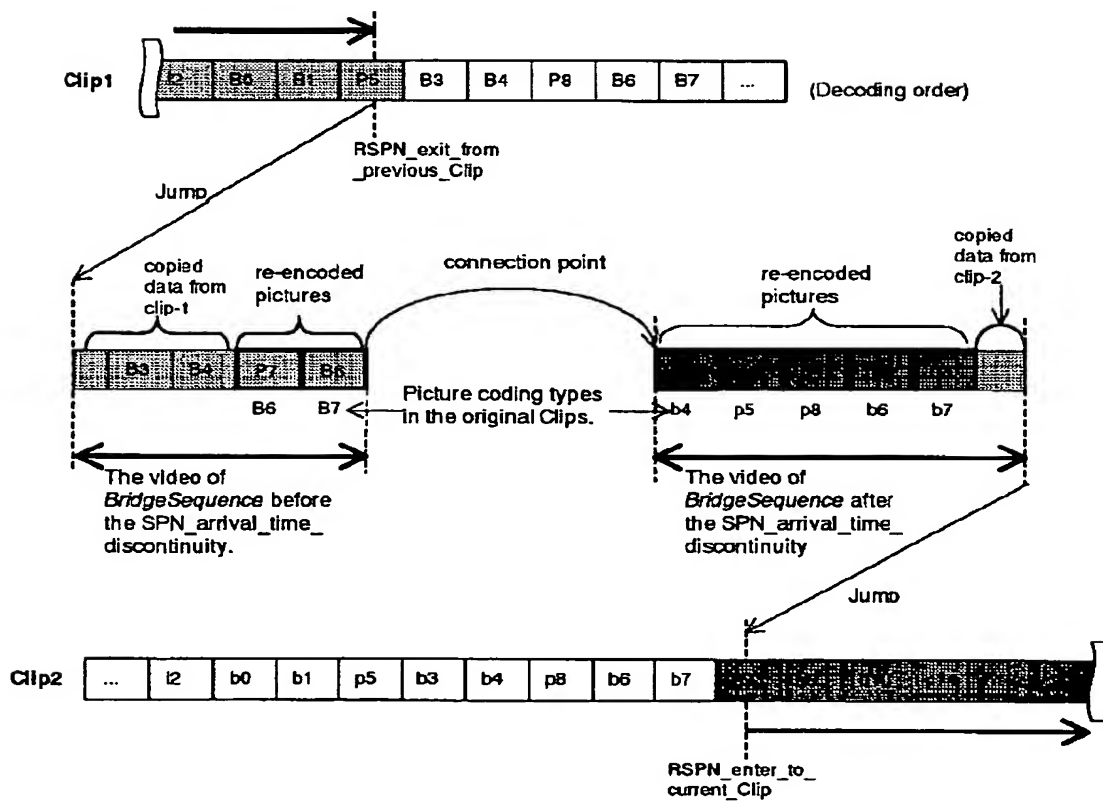 Clip1
I2 B0 B1 P5 B3 B4 P8 B6 B7 ...
(Decoding order)
RSPN_exit_from
_previous_Clip
Jump
copied
data from
clip-1
re-encoded
pictures
connection point
re-encoded
pictures
copied
data from
clip-2
B3 B4 P7
B6 B7
Picture coding types
in the original Clips.
b4 p5 p8 b6 b7
The video of
BridgeSequence before
the SPN_arrival_time_
discontinuity.
The video of
BridgeSequence after
the SPN_arrival_time_
discontinuity
Jump
Clip2
... i2 b0 b1 p5 b3 b4 p8 b6 b7
RSPN_enter_to_
current_Clip